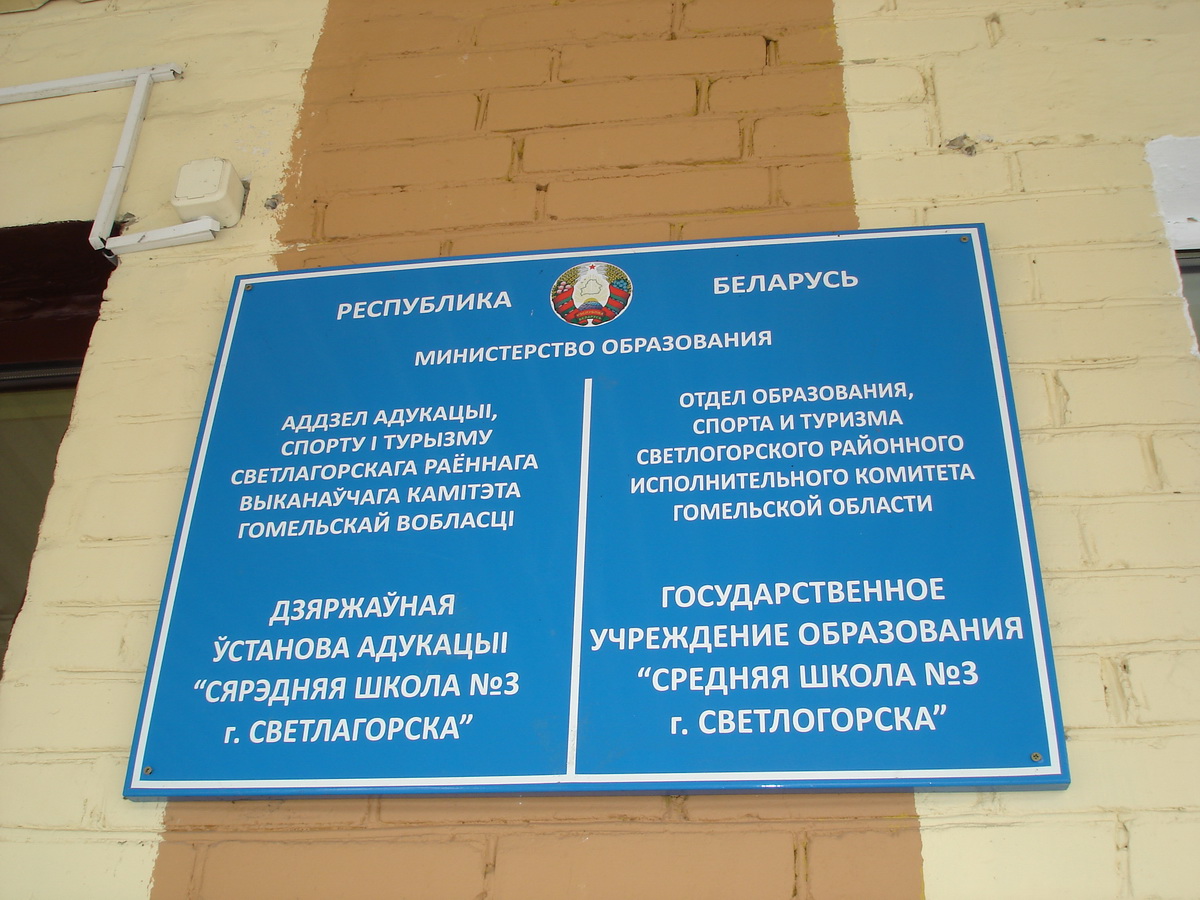 РЕСПУБЛИКА БЕЛАРУСЬ
МИНИСТЕРСТВО ОБРАЗОВАНИЯ
АДДЗЕЛ АДУКАЦЫІ,
СПОРТУ І ТУРЫЗМУ
СВЕТЛАГОРСКАГА РАЁННАГА
ВЫКАНАЎЧАГА КАМІТЭТА
ГОМЕЛЬСКАЙ ВОБЛАСЦІ
ДЗЯРЖАЎНАЯ
ЎСТАНОВА АДУКАЦЫІ
“СЯРЭДНЯЯ ШКОЛА №3
г. СВЕТЛАГОРСКА”
ОТДЕЛ ОБРАЗОВАНИЯ,
СПОРТА И ТУРИЗМА
СВЕТЛОГОРСКОГО РАЙОННОГО
ИСПОЛНИТЕЛЬНОГО КОМИТЕТА
ГОМЕЛЬСКОЙ ОБЛАСТИ
ГОСУДАРСТВЕННОЕ
УЧРЕЖДЕНИЕ ОБРАЗОВАНИЯ
“СРЕДНЯЯ ШКОЛА №3
г. СВЕТЛОГОРСКА”